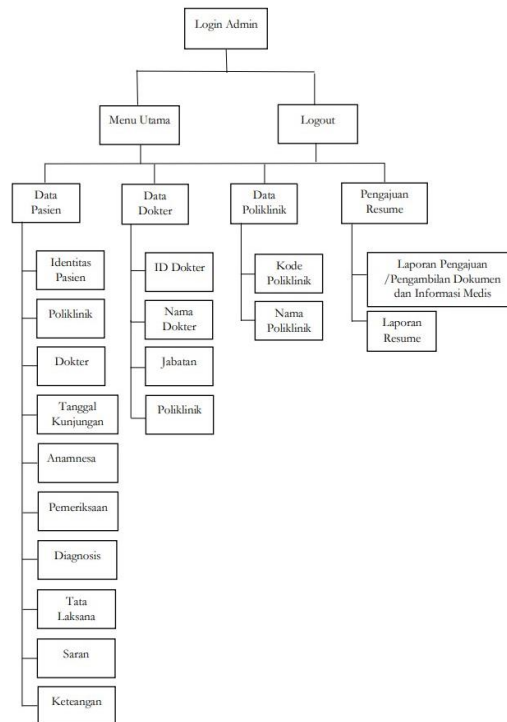 Login Admin
Menu Utama
Logout
Data
Pasien
Data
Dokter
Data
Poliklinik
Pengajuan
Resume
Identitas
Pasien
Poliklinik
Dokter
Tanggal
Kunjungan
Anamnesa
Pemeriksaan
Diagnosis
Tata
Laksana
Saran
Keteangan
ID Dokter
Nama
Dokter
Jabatan
Poliklinik
Kode
Poliklinik
Nama
Poliklinik
Laporan Pengajuan
/Pengambilan Dokumen
dan Informasi Medis
Laporan
Resume